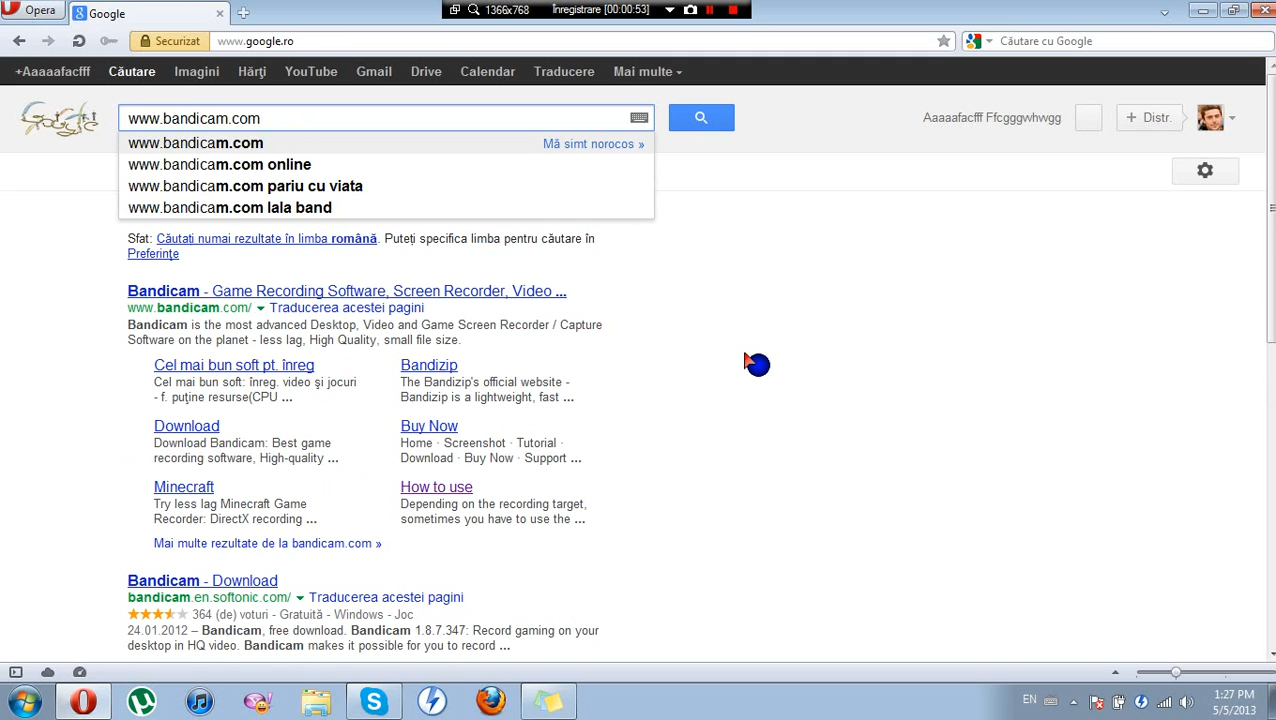 Opera
Google
1366x768
Înregistrare [00:00:53]
Securizat
www.google.ro
Căutare cu Google
+Aaaaafacfff Căutare Imagini Hărţi YouTube Gmail Drive Calendar Traducere Mai multe
Google
www.bandicam.com
Aaaaafacfff Ffcgggvhwgg
+ Distr.
www.bandicam.com
Mă simt norocos »
www.bandicam.com online
www.bandicam.com pariu cu viata
www.bandicam.com lala band
Sfat: Căutati numai rezultate în limba română. Puteţi specifica limba pentru căutare în
Preferinţe
Bandicam - Game Recording Software, Screen Recorder, Video ...
www.bandicam.com/ Traducerea acestei pagini
Bandicam is the most advanced Desktop, Video and Game Screen Recorder / Capture
Software on the planet - less lag, High Quality, small file size.
Cel mai bun soft pt. înreg
Cel mai bun soft: înreg. video şi jocuri
- f. puţine resurse(CPU ...
Bandizip
The Bandizip's official website -
Bandizip is a lightweight, fast ...
Download
Download Bandicam: Best game
recording software, High-quality ...
Buy Now
Home · Screenshot · Tutorial ·
Download · Buy Now · Support ...
Minecraft
Try less lag Minecraft Game
Recorder: DirectX recording ...
How to use
Depending on the recording target,
sometimes you have to use the ...
Mai multe rezultate de la bandicam.com »
Bandicam - Download
bandicam.en.softonic.com/ Traducerea acestei pagini
364 (de) voturi - Gratuită - Windows - Joc
24.01.2012 – Bandicam, free download. Bandicam 1.8.7.347: Record gaming on your
desktop in HQ video. Bandicam makes it possible for you to record ...
EN
1:27 PM
5/5/2013